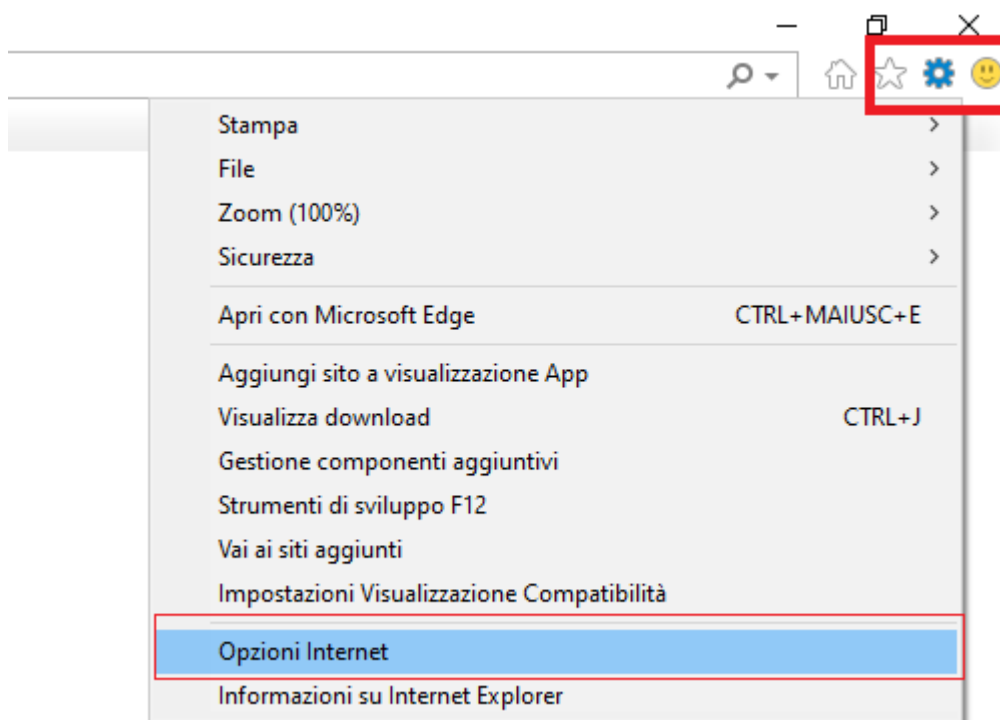 Stampa
File
Zoom (100%)
Sicurezza
Apri con Microsoft Edge CTRL+MAIUSC+E
Aggiungi sito a visualizzazione App
Visualizza download CTRL+J
Gestione componenti aggiuntivi
Strumenti di sviluppo F12
Vai ai siti aggiunti
Impostazioni Visualizzazione Compatibilità
Opzioni Internet
Informazioni su Internet Explorer